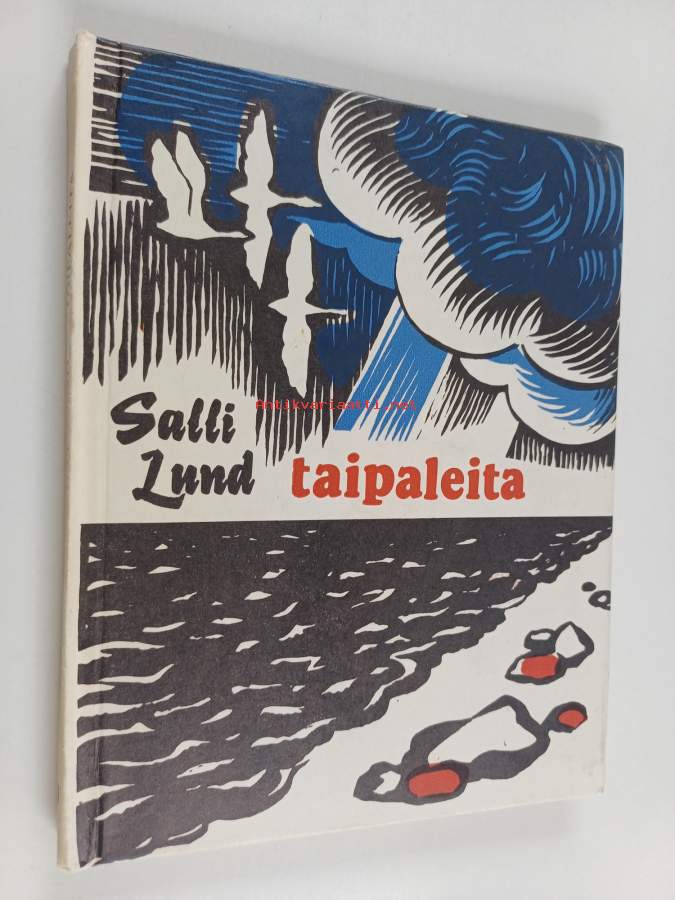 Antikvariaatti.net
Salli
Lund
taipaleita